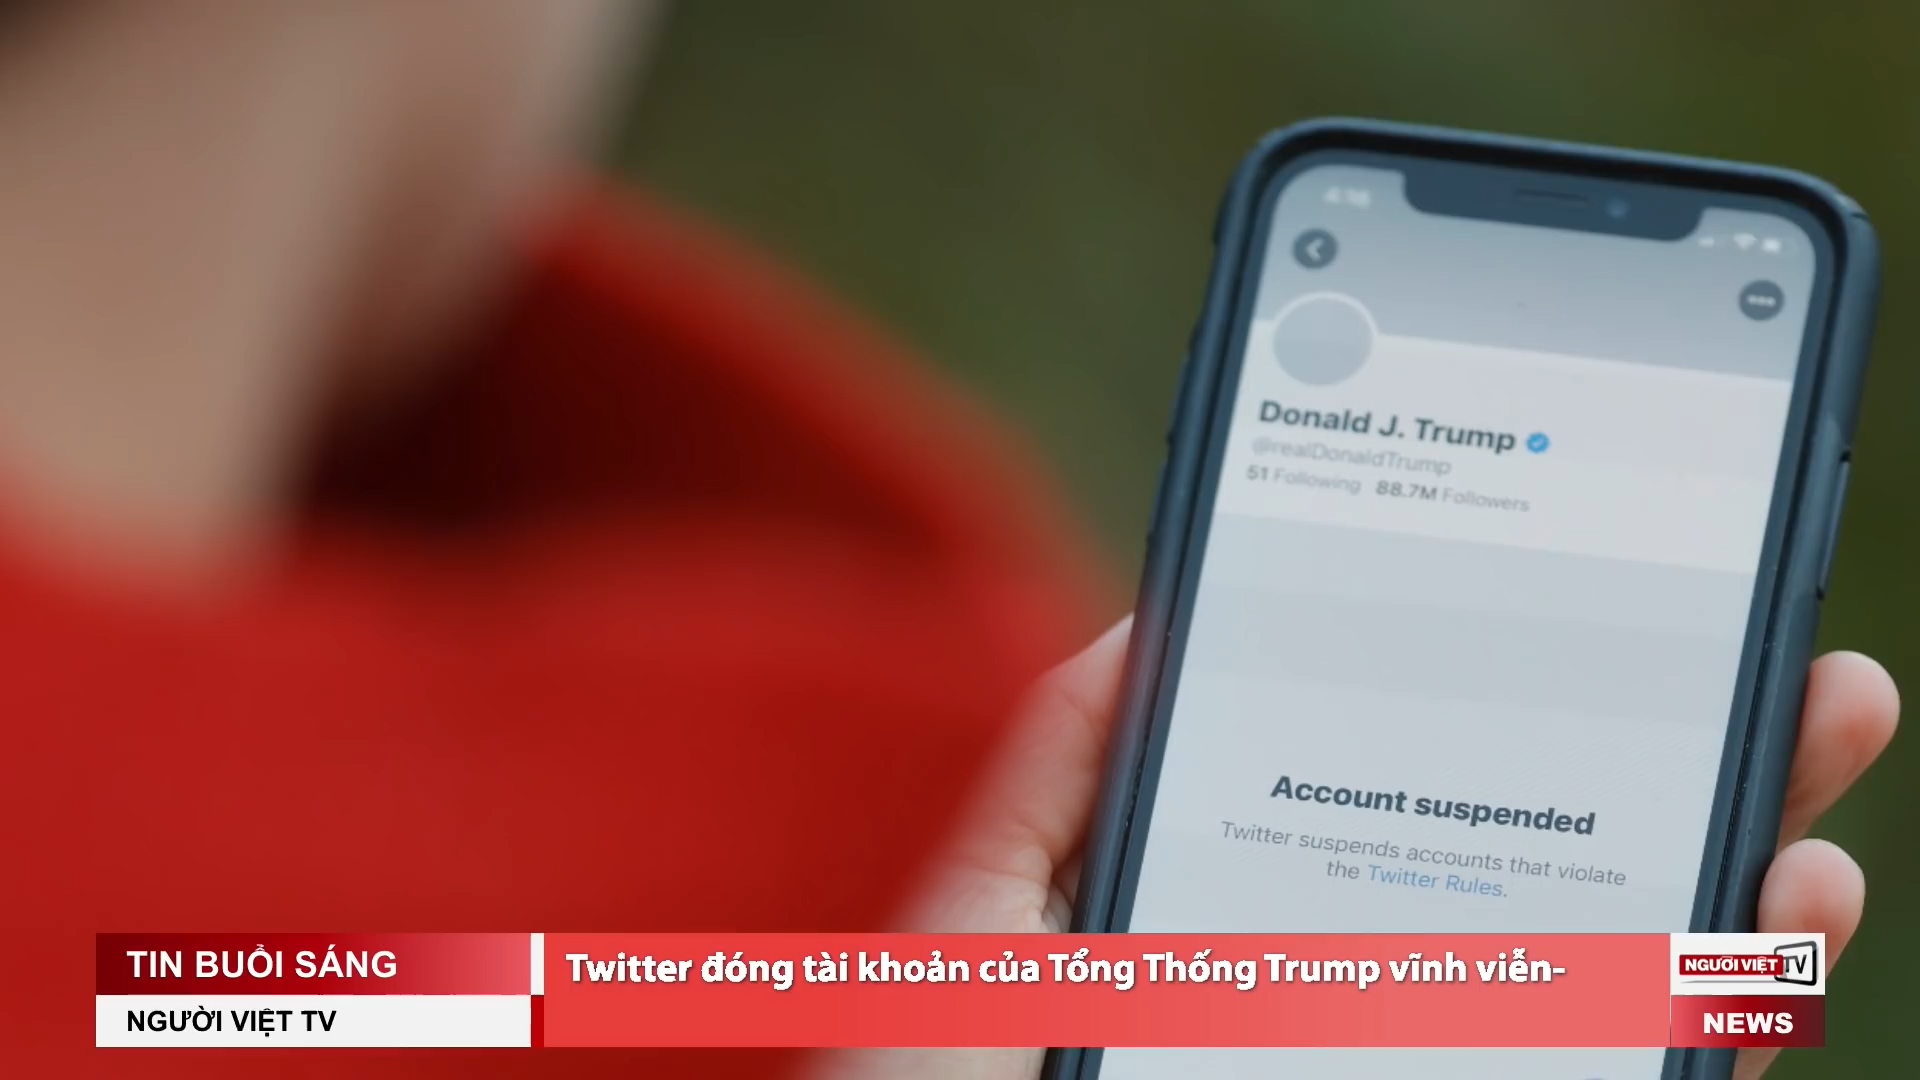 Donald J. Trump
@realDonaldTrump
51 Following 88.7M Followers
Account suspended
Twitter suspends accounts that violate
the Twitter Rules.
TIN BUỔI SÁNG
NGƯỜI VIỆT TV
Twitter đóng tài khoản của Tổng Thống Trump vĩnh viễn-
NGƯỜI VIỆT TV
NEWS